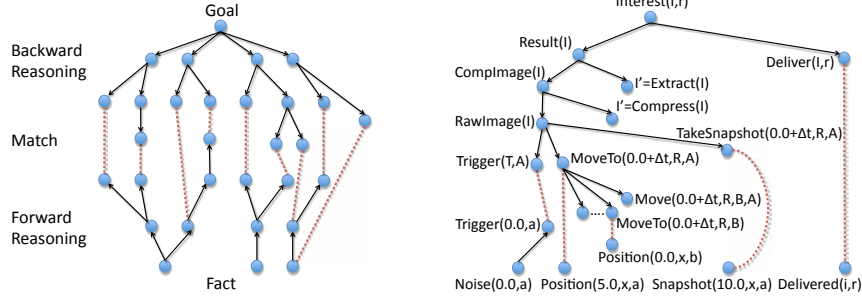 Goal
Backward
Reasoning
Match
Forward
Reasoning
Fact
Interest(I,r)
Result(I)
Deliver(I,r)
CompImage(I)
I'=Extract(I)
I'=Compress(I)
RawImage(I)
TakeSnapshot(0.0+Δt,R,A)
Trigger(T,A)
MoveTo(0.0+Δt,R,A)
Move(0.0+Δt,R,B,A)
....
MoveTo(0.0+Δt,R,B)
Trigger(0.0,a)
Position(0.0,x,b)
Noise(0.0,a) Position(5.0,x,a) Snapshot(10.0,x,a) Delivered(i,r)